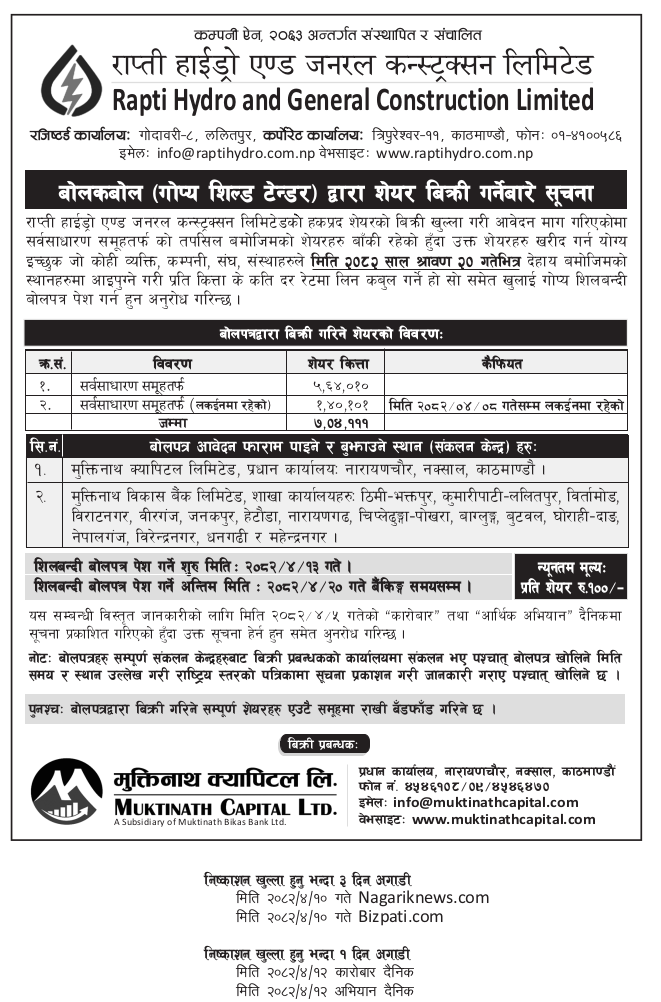 कम्पनी ऐन, २०६३ अन्तर्गत संस्थापित र संचालित
राप्ती हाईड्रो एण्ड जनरल कन्स्ट्रक्सन लिमिटेड
Rapti Hydro and General Construction Limited
रजिष्टर्ड कार्यालयः गोदावरी-८, ललितपुर, कर्पोरेट कार्यालयः त्रिपुरेश्वर-११, काठमाण्डौ, फोनः ०१-४१००५८६
इमेलः info@raptihydro.com.np वेभसाइटः www.raptihydro.com.np
बोलकबोल (गोप्य शिल्ड टेन्डर) द्वारा शेयर बिक्री गर्नेबारे सूचना
राप्ती हाईड्रो एण्ड जनरल कन्स्ट्रक्सन लिमिटेडको हकप्रद शेयरको बिक्री खुल्ला गरी आवेदन माग गरिएकोमा
सर्वसाधारण समूहतर्फ को तपसिल बमोजिमको शेयरहरु बाँकी रहेको हुँदा उक्त शेयरहरु खरीद गर्न योग्य
इच्छुक जो कोही व्यक्ति, कम्पनी, संघ, संस्थाहरुले मिति २०८२ साल श्रावण २० गतेभित्र देहाय बमोजिमको
स्थानहरुमा आइपुग्ने गरी प्रति कित्ता के कति दर रेटमा लिन कबुल गर्ने हो सो समेत खुलाई गोप्य शिलबन्दी
बोलपत्र पेश गर्न हुन अनुरोध गरिन्छ ।
बोलपत्रद्वारा बिक्री गरिने शेयरको विवरणः
क्र.सं. विवरण शेयर कित्ता कैफियत
१. सर्वसाधारण समूहतर्फ ५,६४,०१०
२. सर्वसाधारण समूहतर्फ (लकईनमा रहेको) १,४०,१०१ मिति २०८२/०४/०८ गतेसम्म लकईनमा रहेको
जम्मा ७,०४,१११
सि.नं. बोलपत्र आवेदन फाराम पाइने र बुझाउने स्थान (संकलन केन्द्र) हरुः
१. मुक्तिनाथ क्यापिटल लिमिटेड, प्रधान कार्यालयः नारायणचौर, नक्साल, काठमाण्डौ ।
२. मुक्तिनाथ विकास बैंक लिमिटेड, शाखा कार्यालयहरुः ठिमी-भक्तपुर, कुमारीपाटी-ललितपुर, विर्तामोड,
विराटनगर, वीरगंज, जनकपुर, हेटौडा, नारायणगढ, चिप्लेढुङ्गा-पोखरा, बाग्लुङ्ग, बुटवल, घोराही-दाङ,
नेपालगंज, विरेन्द्रनगर, धनगढी र महेन्द्रनगर ।
शिलबन्दी बोलपत्र पेश गर्ने शुरु मिति : २०८२/४/१३ गते ।
शिलबन्दी बोलपत्र पेश गर्ने अन्तिम मिति : २०८२/४/२० गते बैंकिङ्ग समयसम्म ।
न्यूनतम मूल्यः
प्रति शेयर रु.१००/-
यस सम्बन्धी विस्तृत जानकारीको लागि मिति २०८२/४/५ गतेको "कारोबार" तथा "आर्थिक अभियान" दैनिकमा
सूचना प्रकाशित गरिएको हुँदा उक्त सूचना हेर्न हुन समेत अनुरोध गरिन्छ ।
नोटः बोलपत्रहरु सम्पूर्ण संकलन केन्द्रहरुबाट बिक्री प्रबन्धकको कार्यालयमा संकलन भए पश्चात् बोलपत्र खोलिने मिति
समय र स्थान उल्लेख गरी राष्ट्रिय स्तरको पत्रिकामा सूचना प्रकाशन गरी जानकारी गराए पश्चात् खोलिने छ ।
पुनश्चः बोलपत्रद्वारा बिक्री गरिने सम्पूर्ण शेयरहरु एउटै समूहमा राखी बाँडफाँड गरिने छ ।
बिक्री प्रबन्धकः
मुक्तिनाथ क्यापिटल लि.
MUKTINATH CAPITAL LTD.
A Subsidiary of Muktinath Bikas Bank Ltd.
प्रधान कार्यालय, नारायणचौर, नक्साल, काठमाण्डौं
फोन नं. ४५४६१०८/०१/४५४६४७०
इमेलः info@muktinathcapital.com
वेभसाइटः www.muktinathcapital.com
निष्काशन खुल्ला हुनु भन्दा ३ दिन अगाडी
मिति २०८२/४/१० गते Nagariknews.com
मिति २०८२/४/१० गते Bizpati.com
निष्काशन खुल्ला हुनु भन्दा १ दिन अगाडी
मिति २०८२/४/१२ कारोबार दैनिक
मिति २०८२/४/१२ अभियान दैनिक